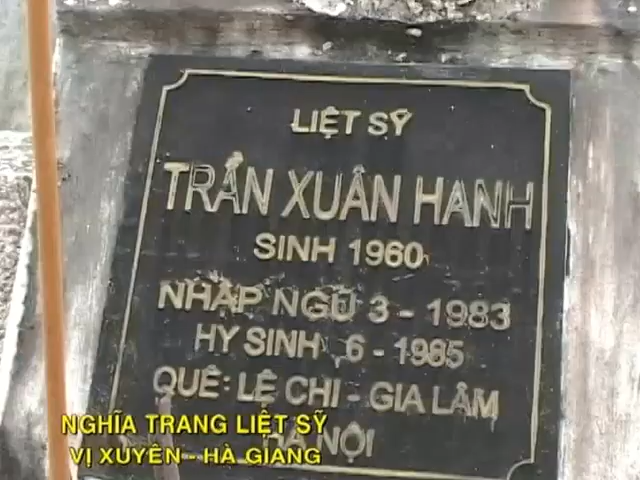 LIỆT SỸ
TRẦN XUÂN HANH
SINH 1960
NHẬP NGŨ 3 - 1983
HY SINH 6 - 1985
QUÊ: LỆ CHI - GIA LÂM
HÀ NỘI
NGHĨA TRANG LIỆT SỸ
VỊ XUYÊN - HÀ GIANG